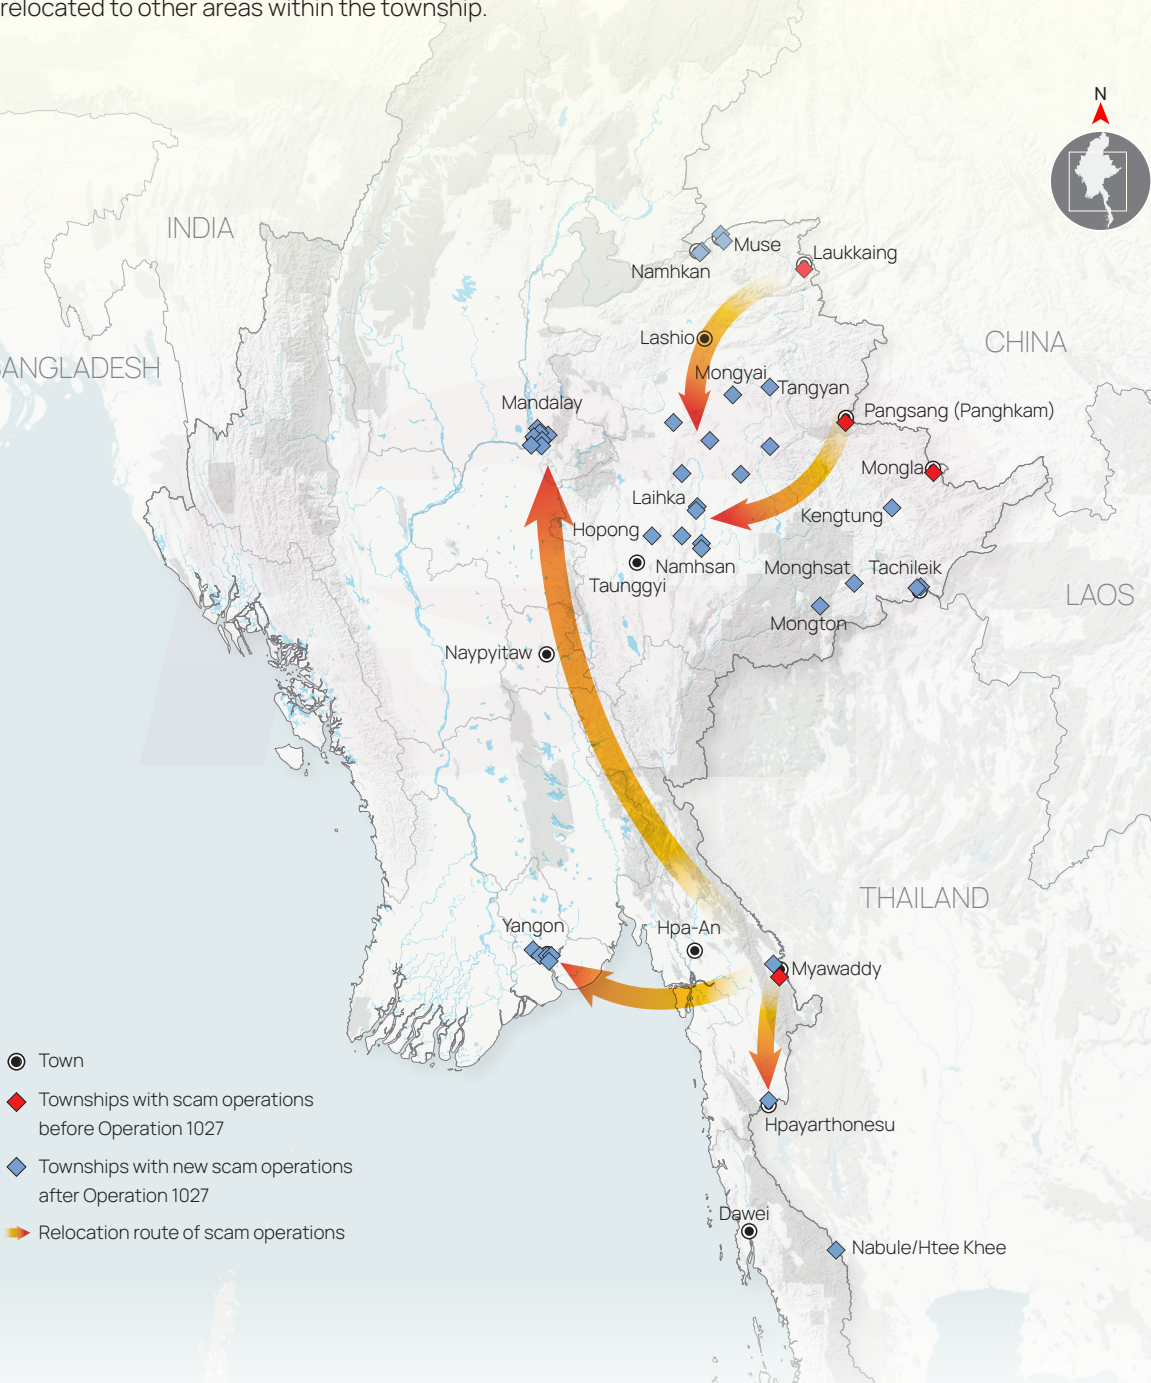 relocated to other areas within the township.
N
INDIA
Muse
Laukkaing
Namhkan
Lashio
CHINA
ANGLADESH
Mongyai
Tangyan
Mandalay
Pangsang (Panghkam)
Mongla
Laihka
Kengtung
Hopong
Namhsan
Monghsat
Tachileik
Taunggyi
LAOS
Mongton
Naypyitaw
THAILAND
Yangon
Hpa-An
Myawaddy
Town
Townships with scam operations
before Operation 1027
Hpayarthonesu
Townships with new scam operations
after Operation 1027
Dawei
Relocation route of scam operations
Nabule/Htee Khee